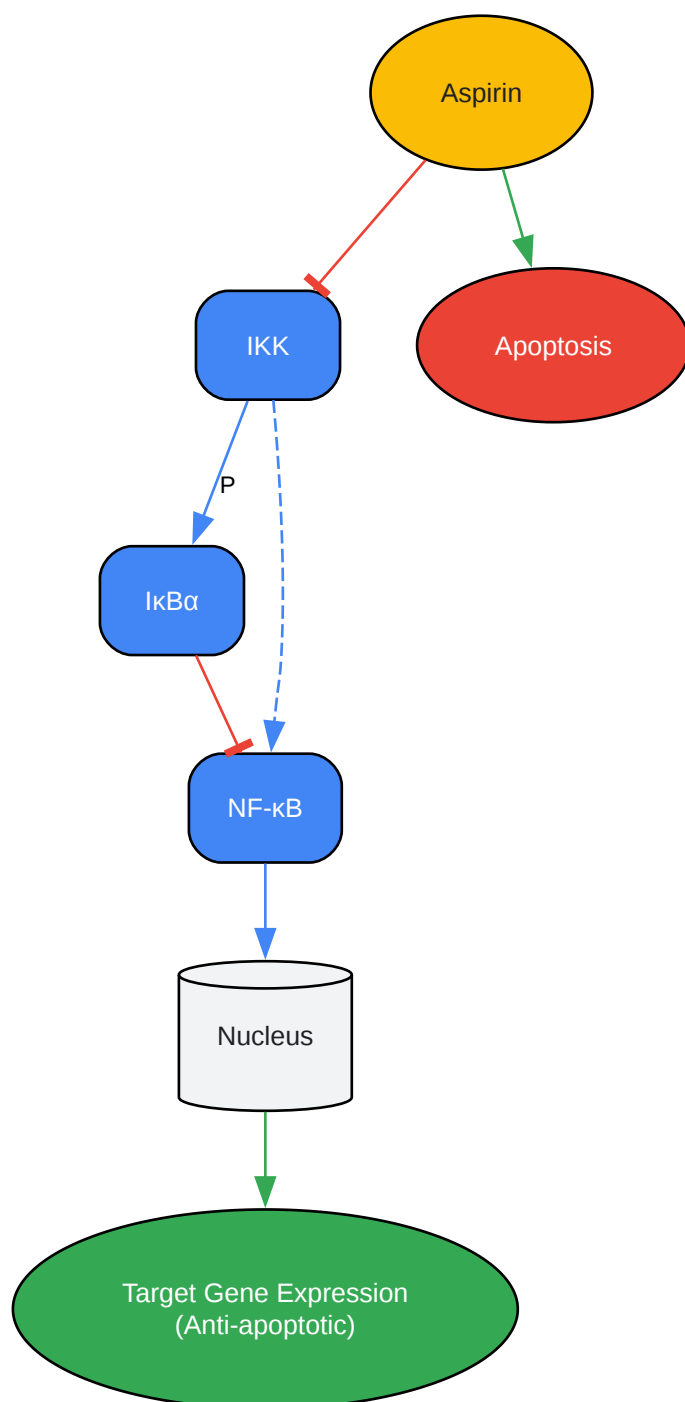 Aspirin
IKK
Apoptosis
P
IκBα
NF-κB
Nucleus
Target Gene Expression
(Anti-apoptotic)